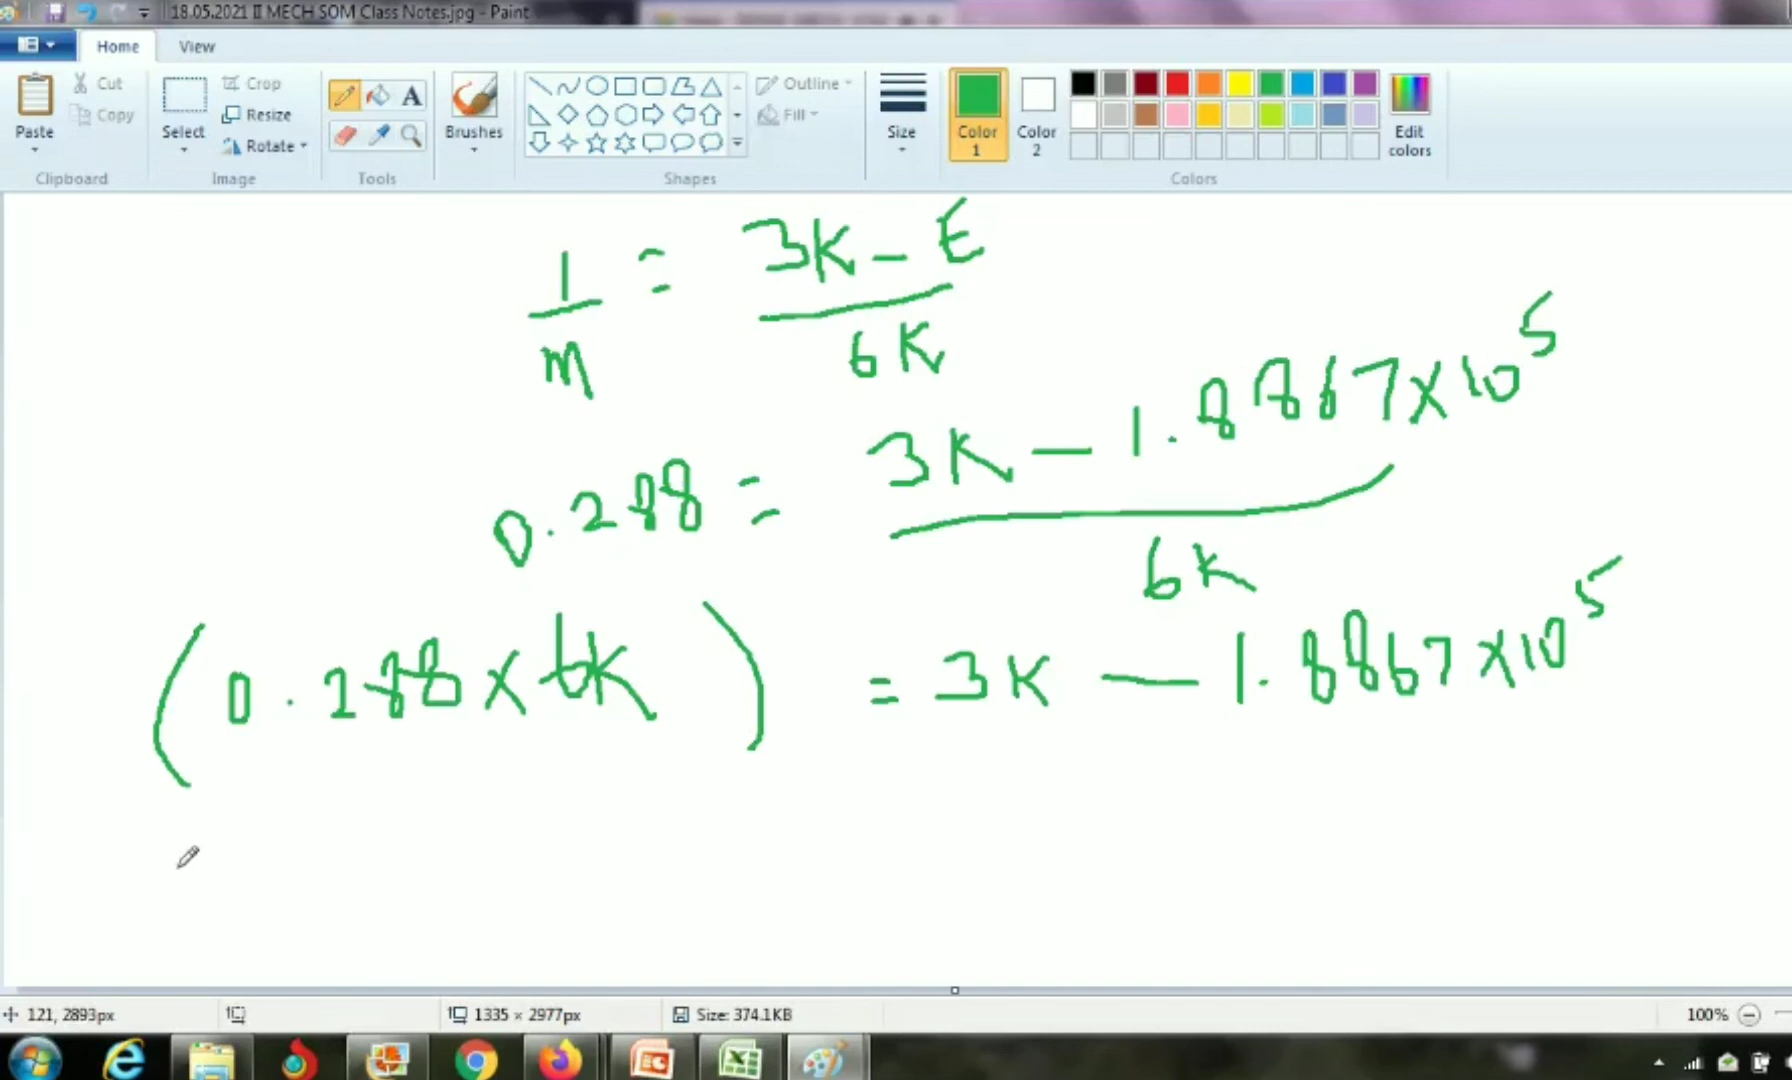 18.05.2021 II MECH SOM Class Notes.jpg - Paint
Home View
Paste Cut Copy Clipboard
Select Crop Resize Rotate Image
A Tools
Brushes
Outline Fill Shapes
Size
Color 1 Color 2 Edit colors Colors
1/m = 3K - E / 6K
0.288 = 3K - 1.8867 x 10^5 / 6K
(0.288 x 6K) = 3K - 1.8867 x 10^5
121, 2893px 1335 × 2977px Size: 374.1KB 100%